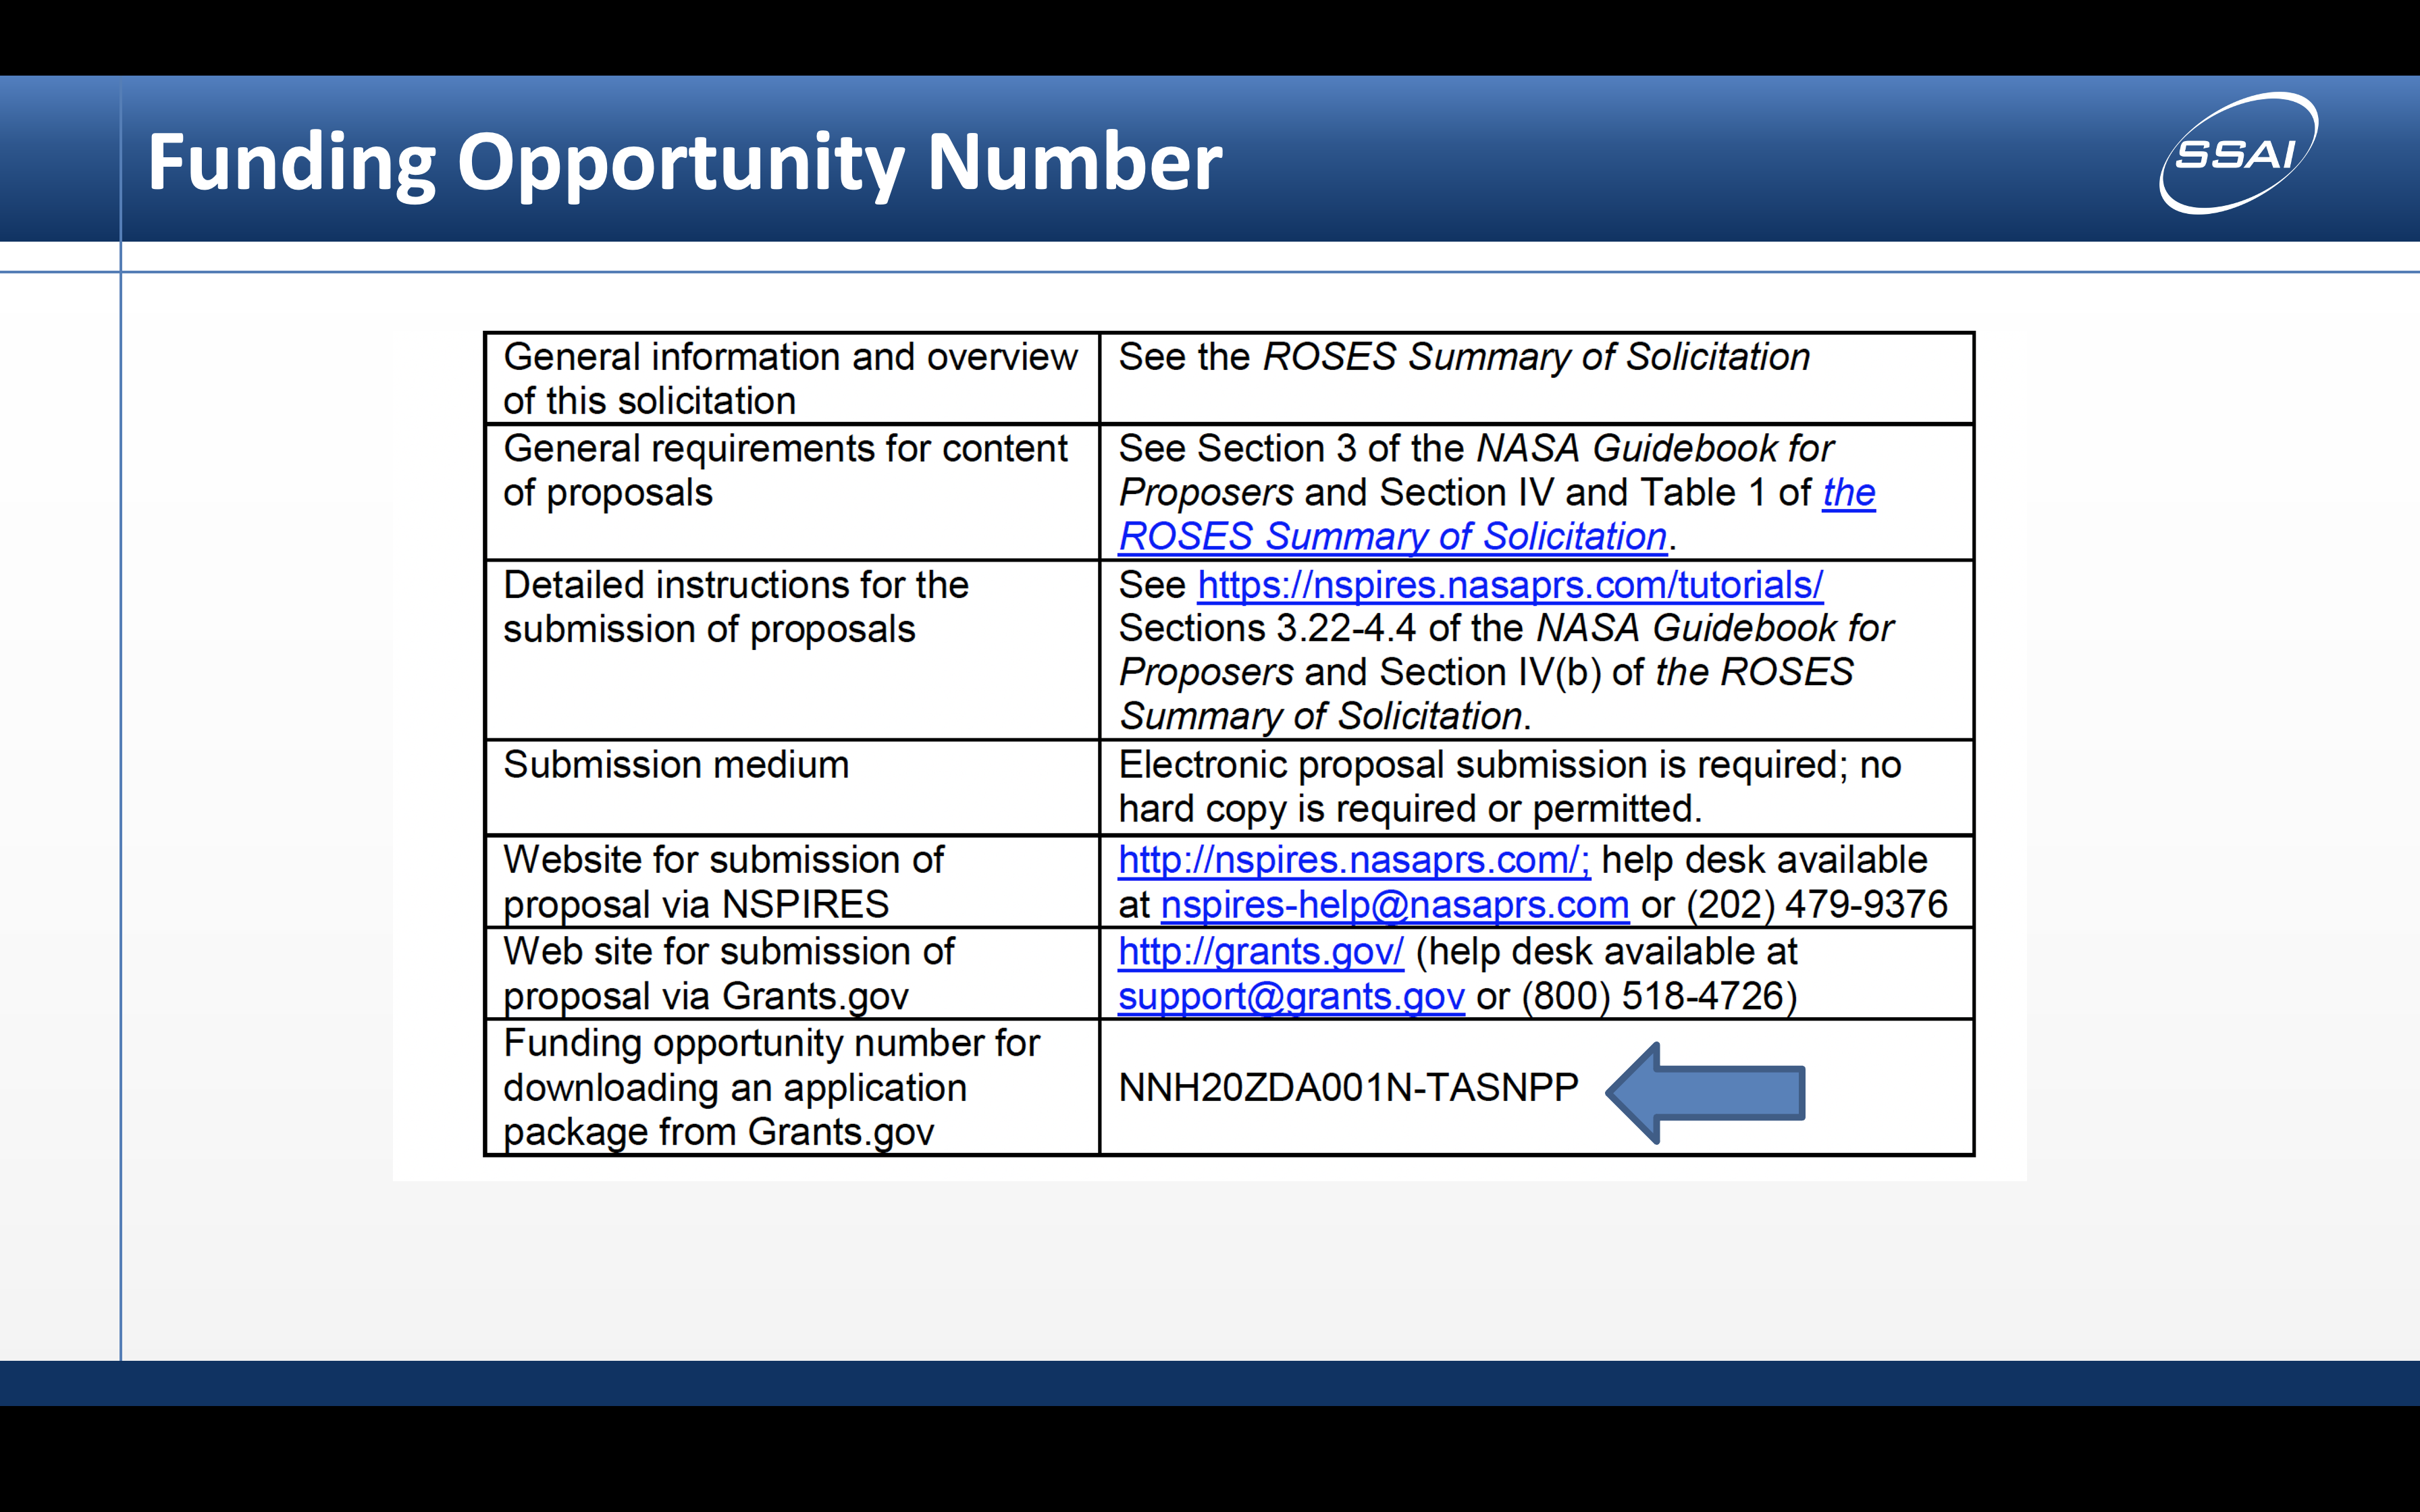 Funding Opportunity Number
SSAI
General information and overview
of this solicitation
See the ROSES Summary of Solicitation
General requirements for content
of proposals
See Section 3 of the NASA Guidebook for
Proposers and Section IV and Table 1 of the
ROSES Summary of Solicitation.
Detailed instructions for the
submission of proposals
See https://nspires.nasaprs.com/tutorials/
Sections 3.22-4.4 of the NASA Guidebook for
Proposers and Section IV(b) of the ROSES
Summary of Solicitation.
Submission medium
Electronic proposal submission is required; no
hard copy is required or permitted.
Website for submission of
proposal via NSPIRES
http://nspires.nasaprs.com/; help desk available
at nspires-help@nasaprs.com or (202) 479-9376
Web site for submission of
proposal via Grants.gov
http://grants.gov/ (help desk available at
support@grants.gov or (800) 518-4726)
Funding opportunity number for
downloading an application
package from Grants.gov
NNH20ZDA001N-TASNPP